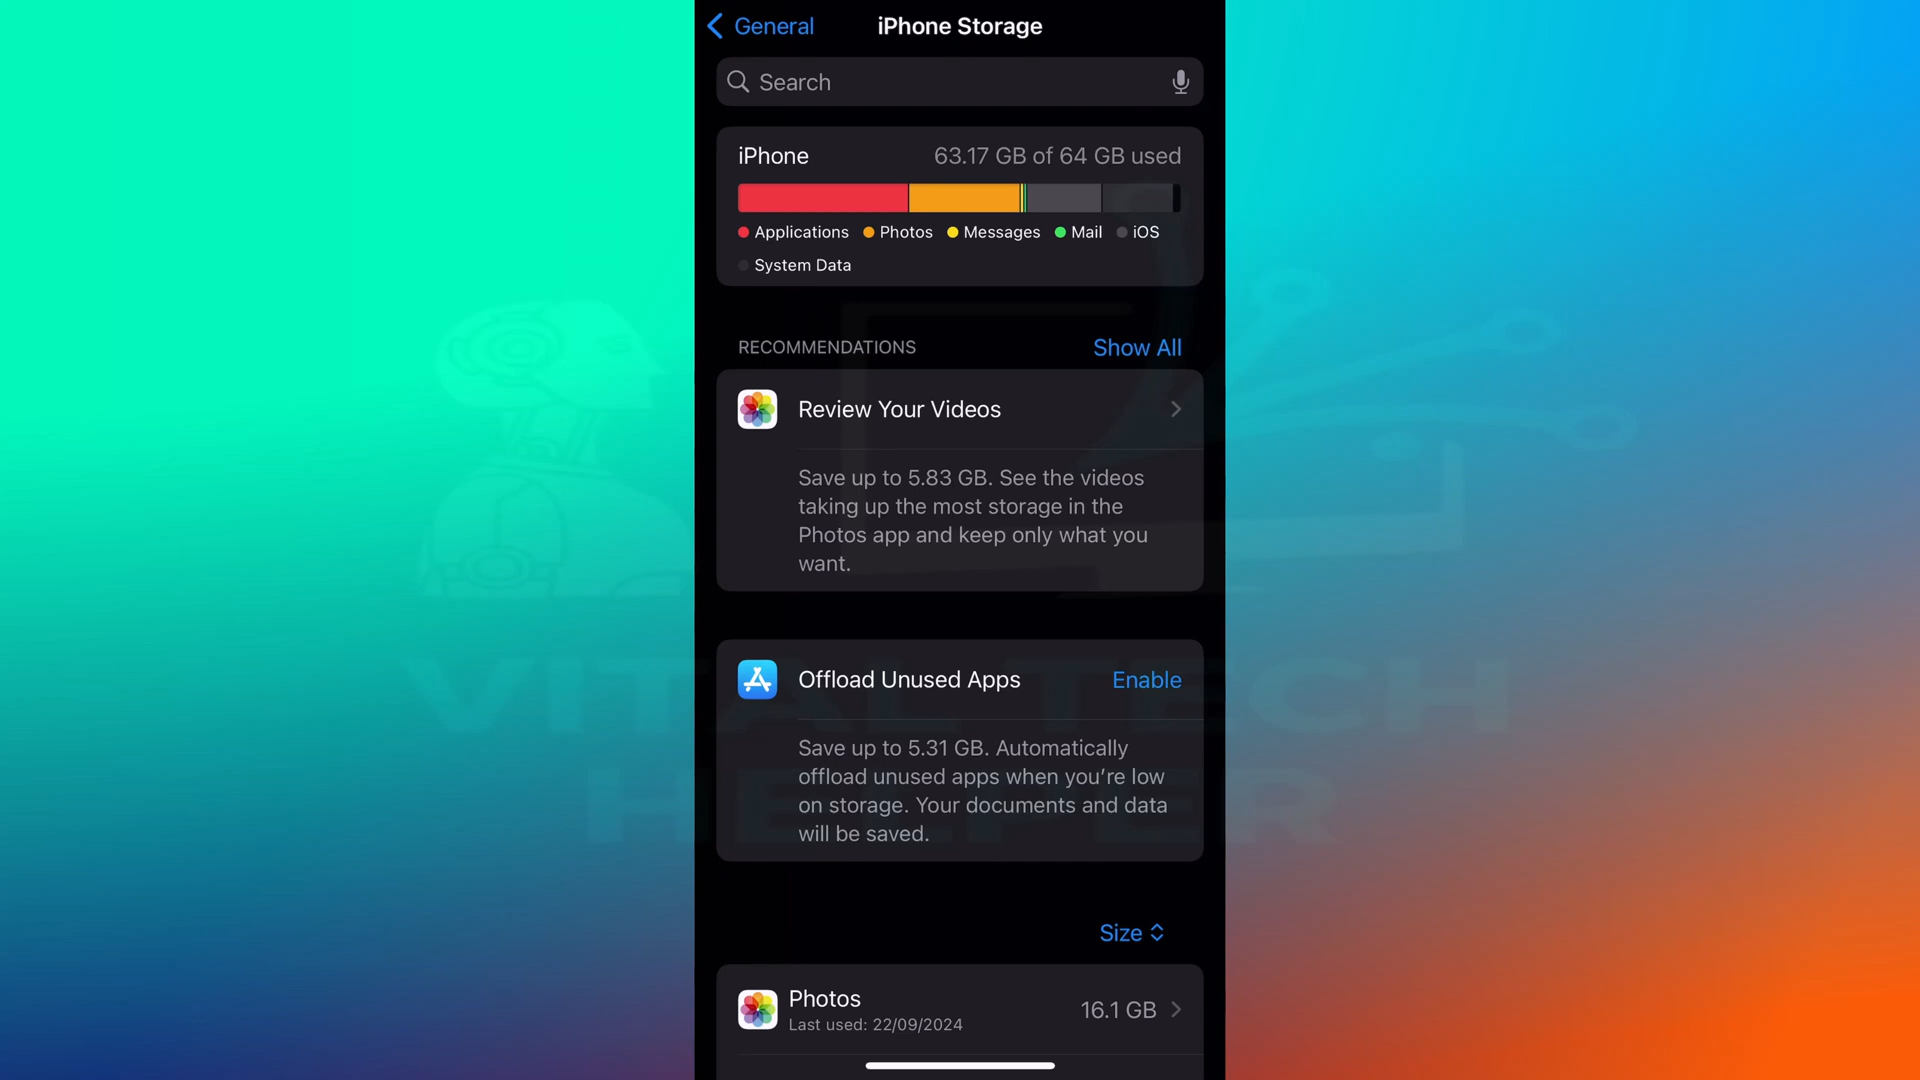 General
iPhone Storage
Search
iPhone
63.17 GB of 64 GB used
Applications
Photos
Messages
Mail
iOS
System Data
RECOMMENDATIONS
Show All
Review Your Videos
Save up to 5.83 GB. See the videos
taking up the most storage in the
Photos app and keep only what you
want.
Offload Unused Apps
Enable
Save up to 5.31 GB. Automatically
offload unused apps when you’re low
on storage. Your documents and data
will be saved.
VITAL TECH
HELPER
Size
Photos
16.1 GB
Last used: 22/09/2024